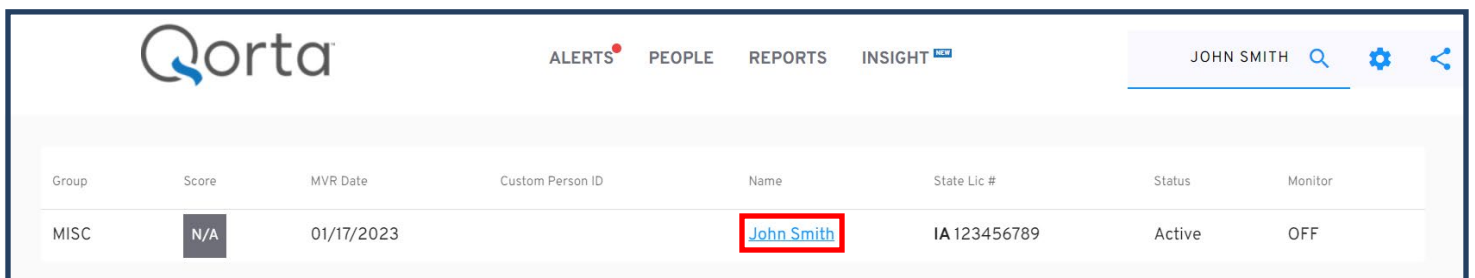 Qorta™ ALERTS PEOPLE REPORTS INSIGHT NEW JOHN SMITH
Group Score MVR Date Custom Person ID Name State Lic # Status Monitor
MISC N/A 01/17/2023 John Smith IA 123456789 Active OFF